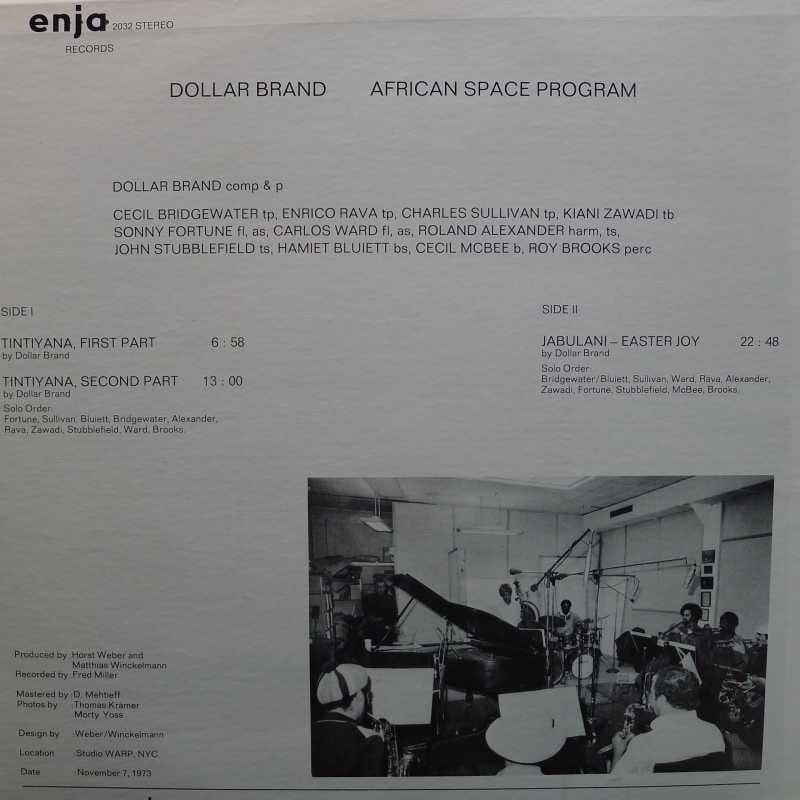 enja 2032 STEREO
RECORDS
DOLLAR BRAND AFRICAN SPACE PROGRAM
DOLLAR BRAND comp & p
CECIL BRIDGEWATER tp, ENRICO RAVA tp, CHARLES SULLIVAN tp, KIANI ZAWADI tb
SONNY FORTUNE fl, as, CARLOS WARD fl, as, ROLAND ALEXANDER harm, ts,
JOHN STUBBLEFIELD ts, HAMIET BLUIETT bs, CECIL MCBEE b, ROY BROOKS perc
SIDE I
TINTIYANA, FIRST PART 6 : 58
by Dollar Brand
TINTIYANA, SECOND PART 13 : 00
by Dollar Brand
Solo Order:
Fortune, Sullivan, Bluiett, Bridgewater, Alexander,
Rava, Zawadi, Stubblefield, Ward, Brooks.
SIDE II
JABULANI – EASTER JOY 22 : 48
by Dollar Brand
Solo Order:
Bridgewater/Bluiett, Sullivan, Ward, Rava, Alexander,
Zawadi, Fortune, Stubblefield, McBee, Brooks.
Produced by :Horst Weber and
Matthias Winckelmann
Recorded by :Fred Miller
Mastered by :D. Mehtieff
Photos by :Thomas Krämer
Morty Yoss
Design by :Weber/Winckelmann
Location :Studio WARP, NYC
Date :November 7, 1973